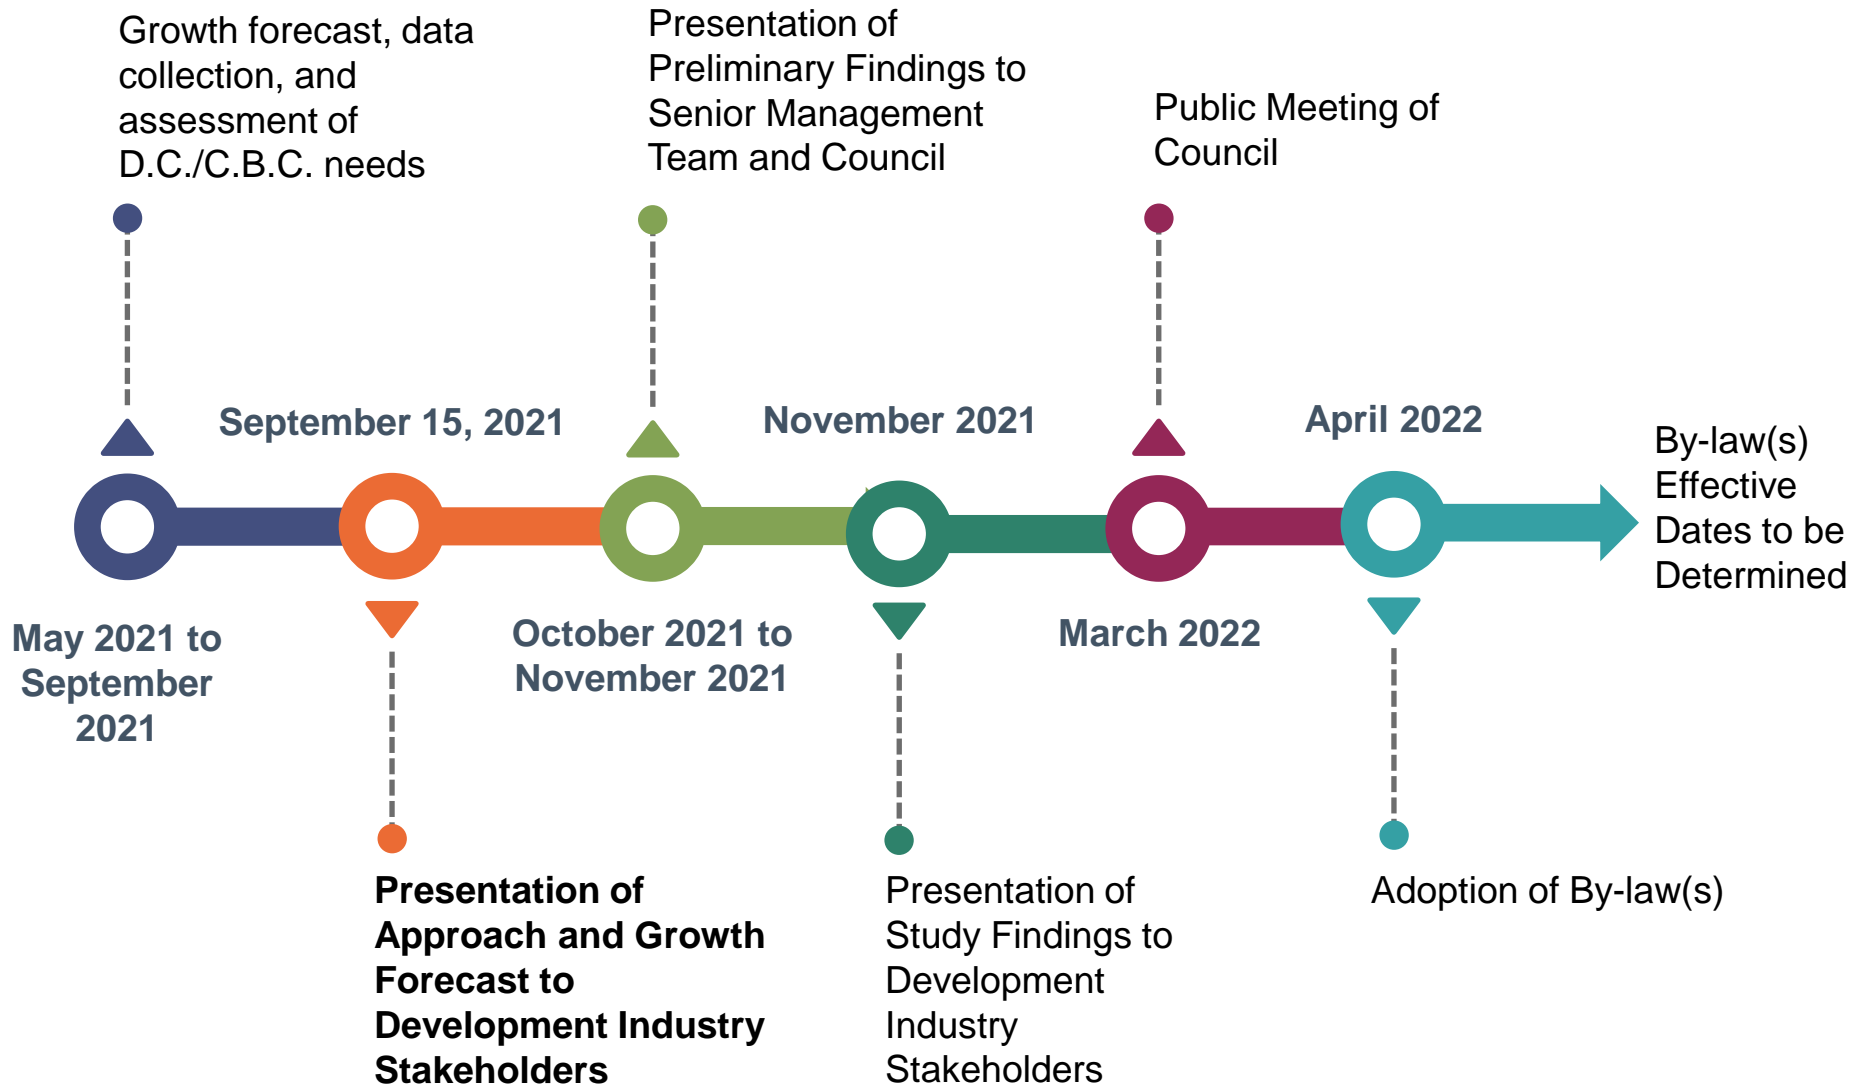 Growth forecast, data
collection, and
assessment of
D.C./C.B.C. needs
Presentation of
Preliminary Findings to
Senior Management
Team and Council
Public Meeting of
Council
September 15, 2021
November 2021
April 2022
By-law(s)
Effective
Dates to be
Determined
May 2021 to
September
2021
October 2021 to
November 2021
March 2022
Presentation of
Approach and Growth
Forecast to
Development Industry
Stakeholders
Presentation of
Study Findings to
Development
Industry
Stakeholders
Adoption of By-law(s)